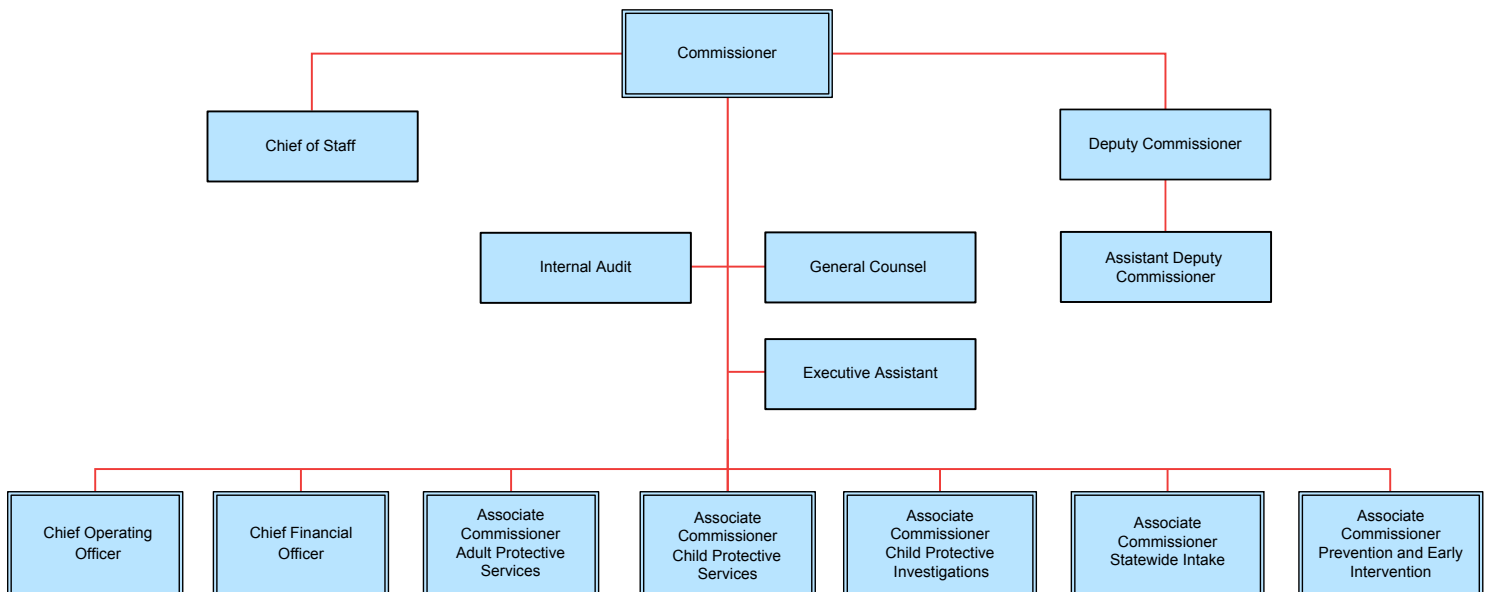 Commissioner
Chief of Staff
Deputy Commissioner
Internal Audit
General Counsel
Assistant Deputy
Commissioner
Executive Assistant
Chief Operating
Officer
Chief Financial
Officer
Associate
Commissioner
Adult Protective
Services
Associate
Commissioner
Child Protective
Services
Associate
Commissioner
Child Protective
Investigations
Associate
Commissioner
Statewide Intake
Associate
Commissioner
Prevention and Early
Intervention